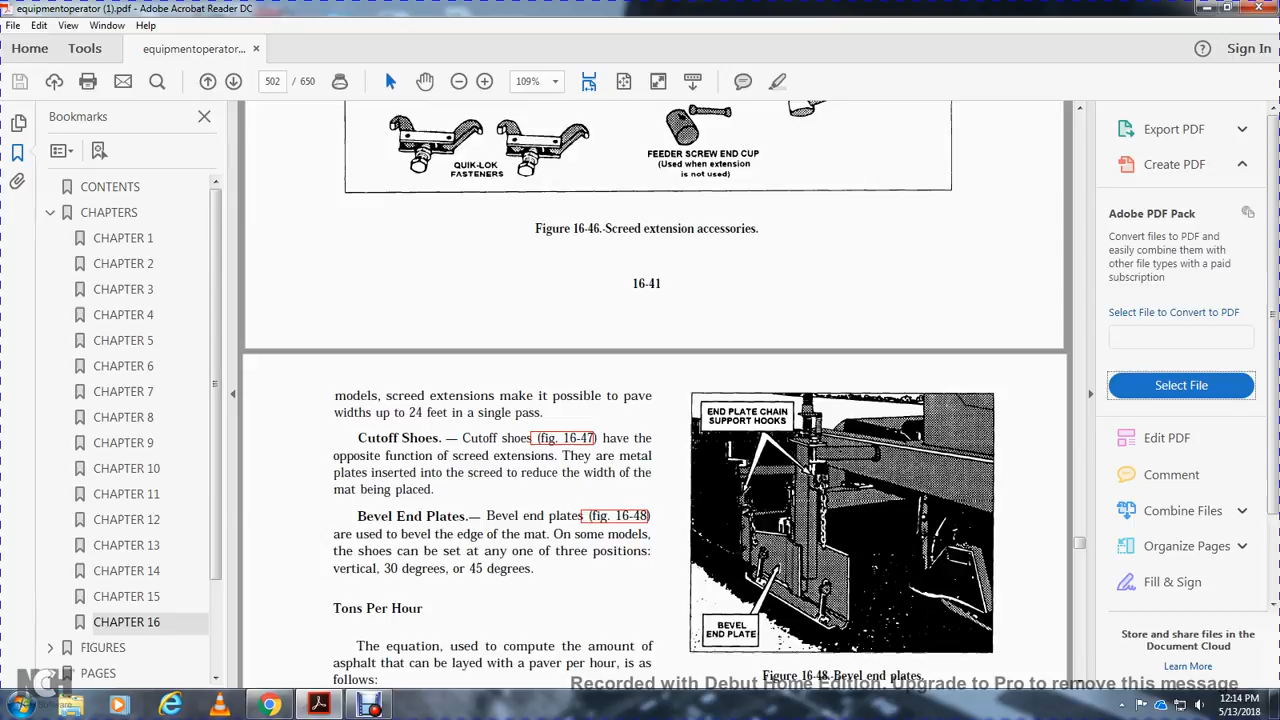 equipmentoperator (1).pdf - Adobe Acrobat Reader DC
File Edit View Window Help
Home Tools equipmentoperator... × Sign In
502 / 650 109%
Bookmarks
CONTENTS
CHAPTERS
CHAPTER 1
CHAPTER 2
CHAPTER 3
CHAPTER 4
CHAPTER 5
CHAPTER 6
CHAPTER 7
CHAPTER 8
CHAPTER 9
CHAPTER 10
CHAPTER 11
CHAPTER 12
CHAPTER 13
CHAPTER 14
CHAPTER 15
CHAPTER 16
FIGURES
PAGES
QUIK-LOK
FASTENERS
FEEDER SCREW END CUP
(Used when extension
is not used)
Figure 16-46.-Screed extension accessories.
16-41
models, screed extensions make it possible to pave
widths up to 24 feet in a single pass.
Cutoff Shoes. — Cutoff shoes (fig. 16-47) have the
opposite function of screed extensions. They are metal
plates inserted into the screed to reduce the width of the
mat being placed.
Bevel End Plates.— Bevel end plates (fig. 16-48)
are used to bevel the edge of the mat. On some models,
the shoes can be set at any one of three positions:
vertical, 30 degrees, or 45 degrees.
Tons Per Hour
The equation, used to compute the amount of
asphalt that can be layed with a paver per hour, is as
follows:
END PLATE CHAIN
SUPPORT HOOKS
BEVEL
END PLATE
Figure 16-48. Bevel end plates.
Export PDF
Create PDF
Adobe PDF Pack
Convert files to PDF and
easily combine them with
other file types with a paid
subscription
Select File to Convert to PDF
Select File
Edit PDF
Comment
Combine Files
Organize Pages
Fill & Sign
Store and share files in the
Document Cloud
Learn More
NCH Software
Recorded with Debut Home Edition. Upgrade to Pro to remove this message
12:14 PM
5/13/2018